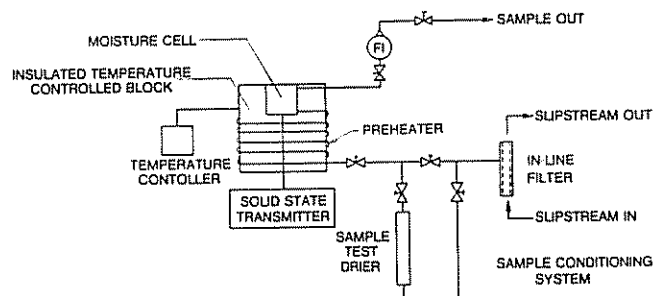 SAMPLE OUT
MOISTURE CELL
FI
INSULATED TEMPERATURE
CONTROLLED BLOCK
PREHEATER
SLIPSTREAM OUT
TEMPERATURE
CONTOLLER
IN-LINE
FILTER
SOLID STATE
TRANSMITTER
SLIPSTREAM IN
SAMPLE
TEST
DRIER
SAMPLE CONDITIONING
SYSTEM